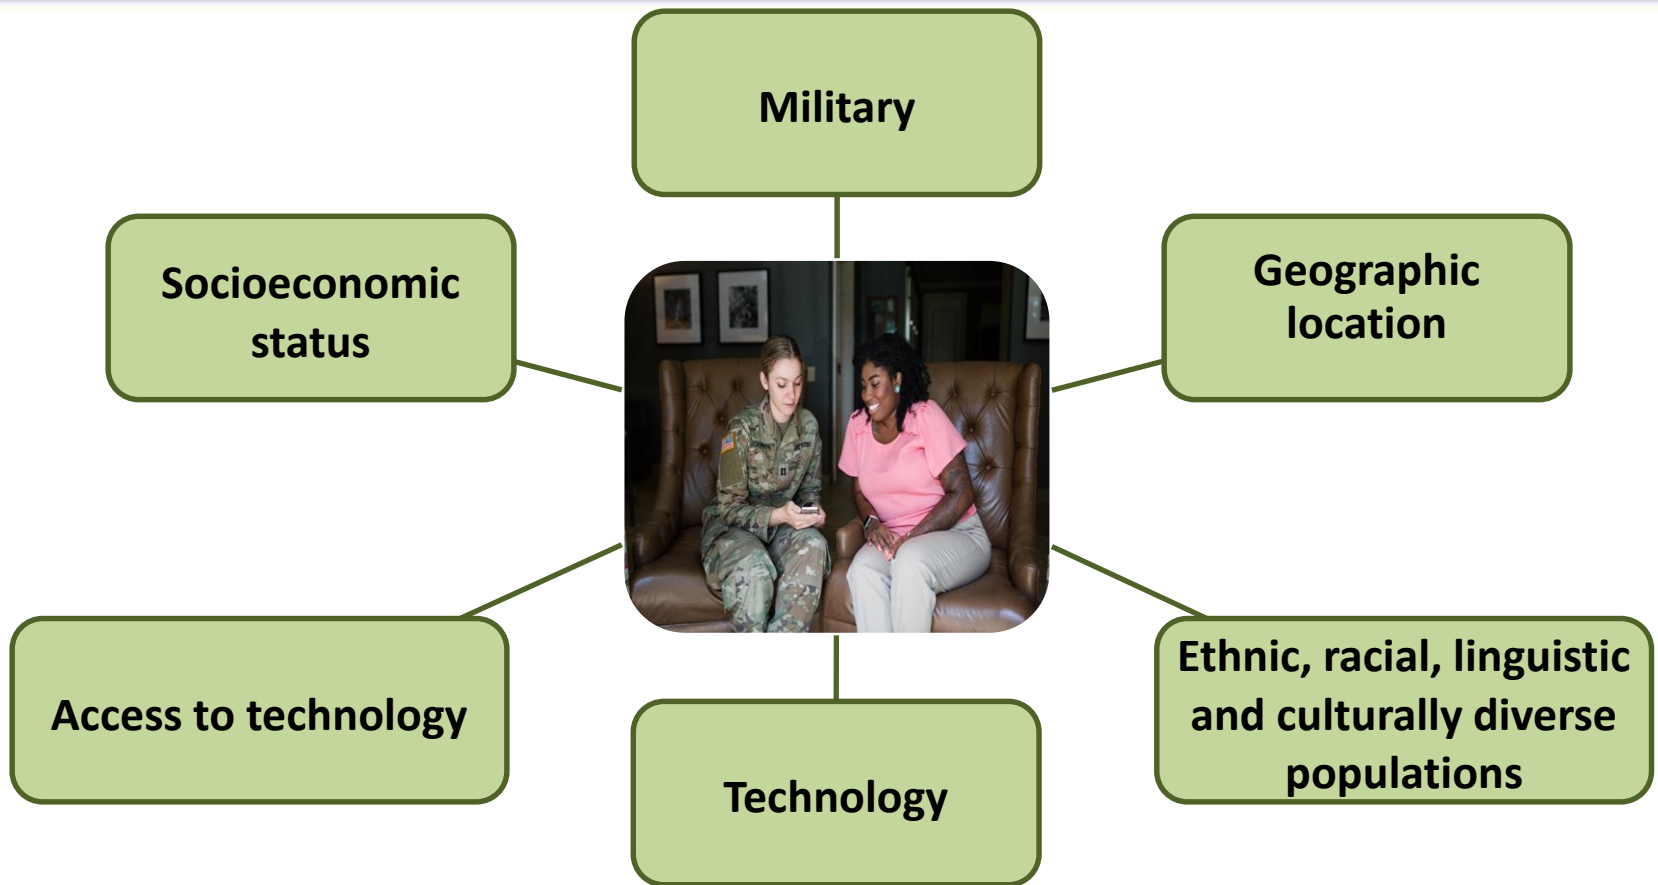 Military
Socioeconomic
status
Geographic
location
Access to technology
Ethnic, racial, linguistic
and culturally diverse
populations
Technology